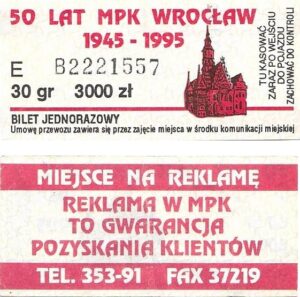 50 LAT MPK WROCŁAW
1945 - 1995
E B2221557
30 gr 3000 zł
BILET JEDNORAZOWY
Umowę przewozu zawiera się przez zajęcie miejsca w środku komunikacji miejskiej
TU KASOWAĆ
ZARAZ PO WEJŚCIU
DO POJAZDU
ZACHOWAĆ DO KONTROLI
MIEJSCE NA REKLAMĘ
REKLAMA W MPK
TO GWARANCJA
POZYSKANIA KLIENTÓW
TEL. 353-91 FAX 37219